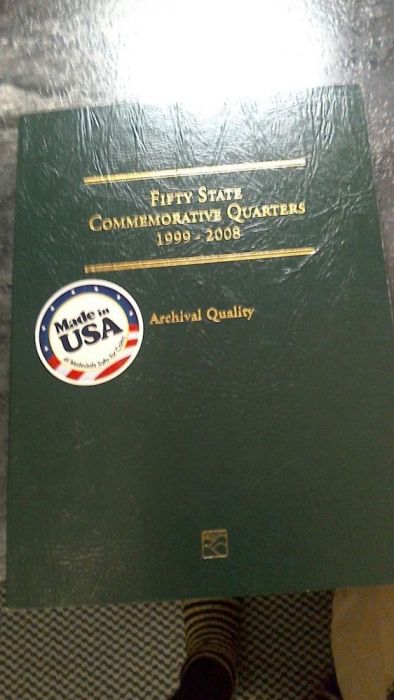 FIFTY STATE
COMMEMORATIVE QUARTERS
1999 - 2008
Archival Quality
Made in
USA